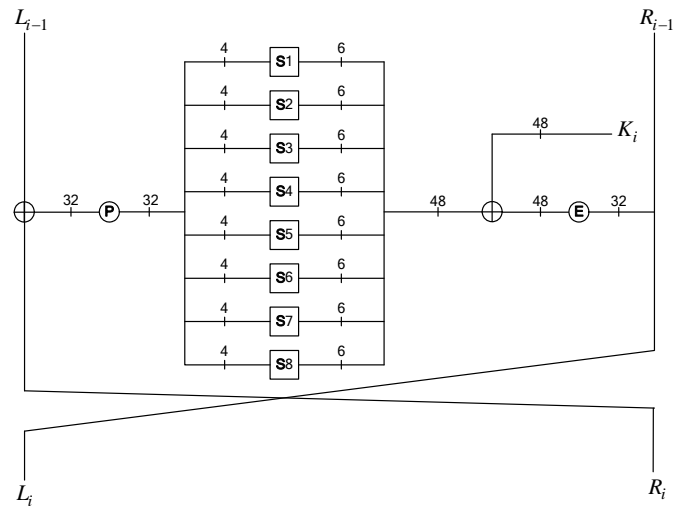 L_{i-1} R_{i-1}
4 S1 6
4 S2 6
48
K_i
4 S3 6
4 S4 6
32 P 32 48 48 E 32
4 S5 6
4 S6 6
4 S7 6
4 S8 6
L_i R_i